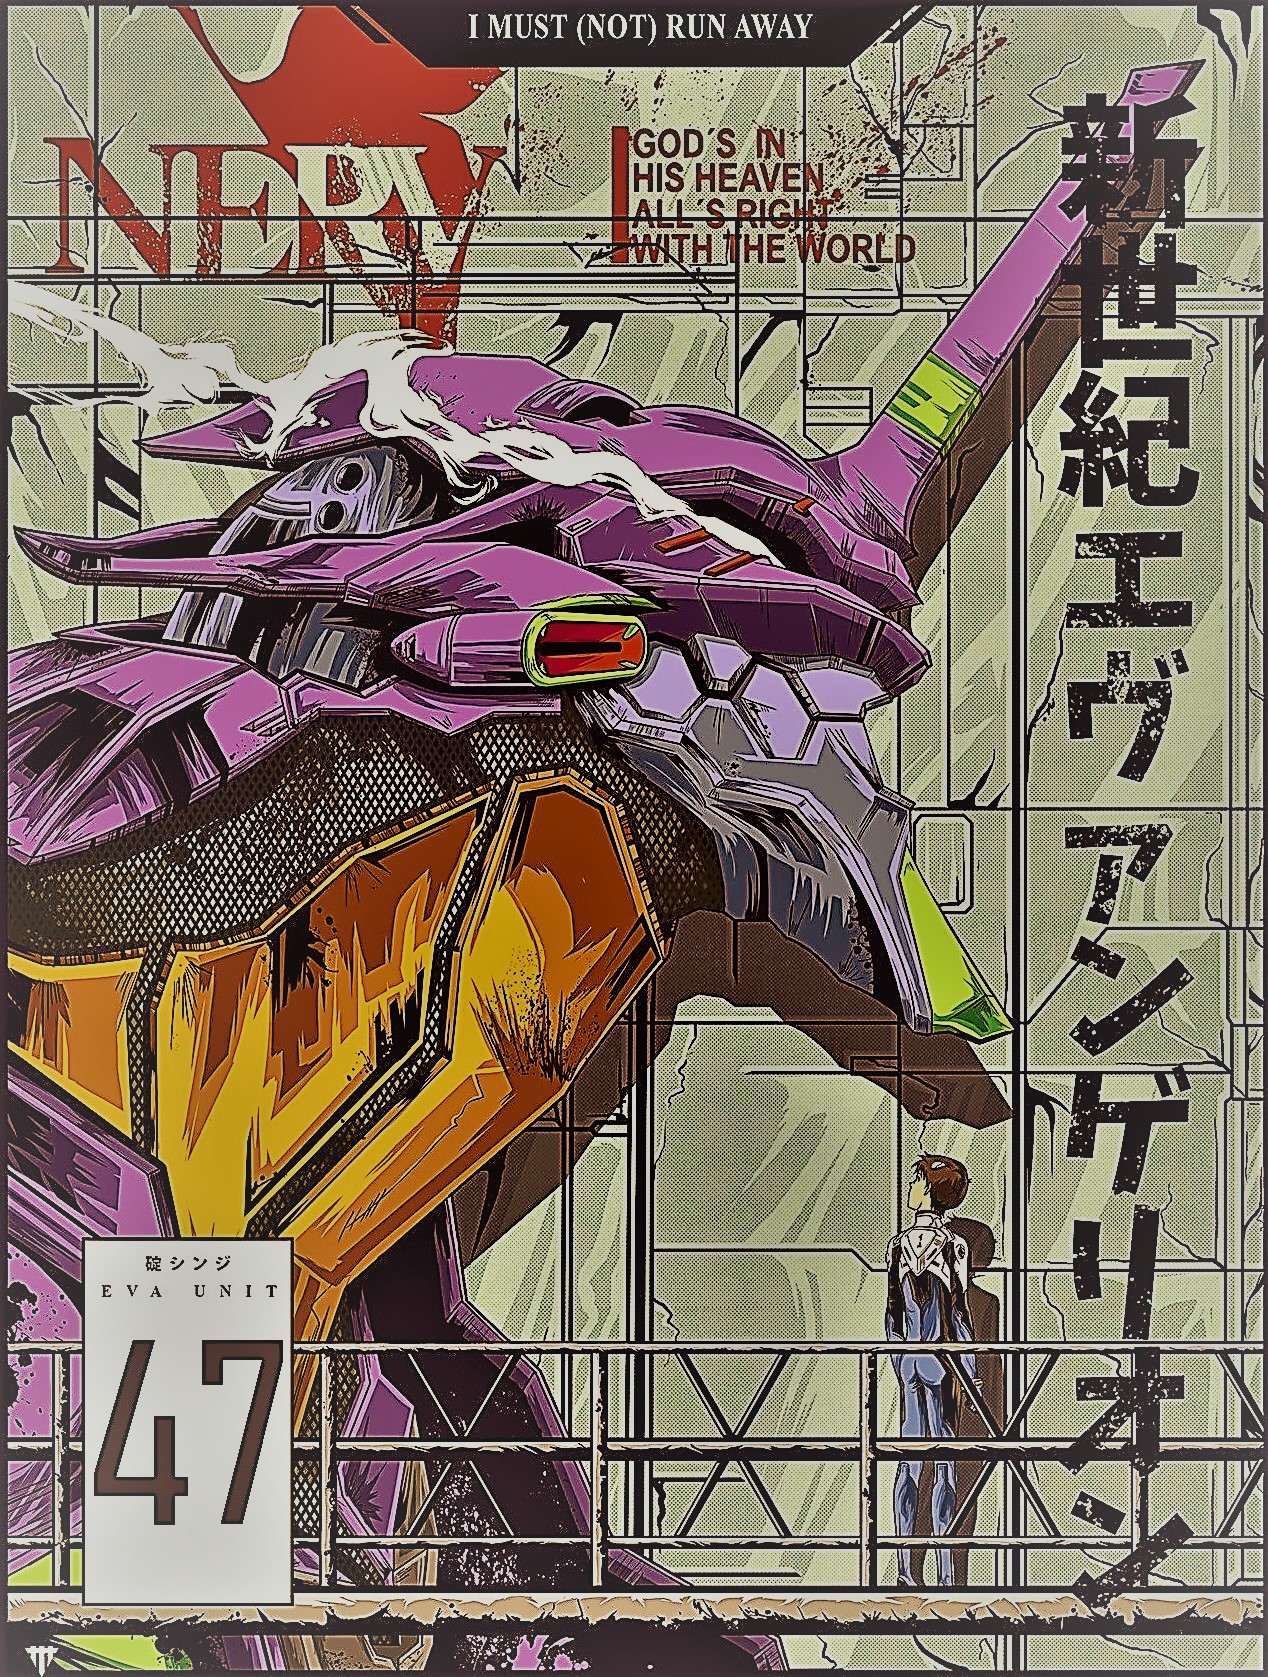 I MUST (NOT) RUN AWAY
NERV
GOD´S IN
HIS HEAVEN
ALL´S RIGHT
WITH THE WORLD
新世紀エヴァンゲリオン
碇シンジ
EVA UNIT
47
1